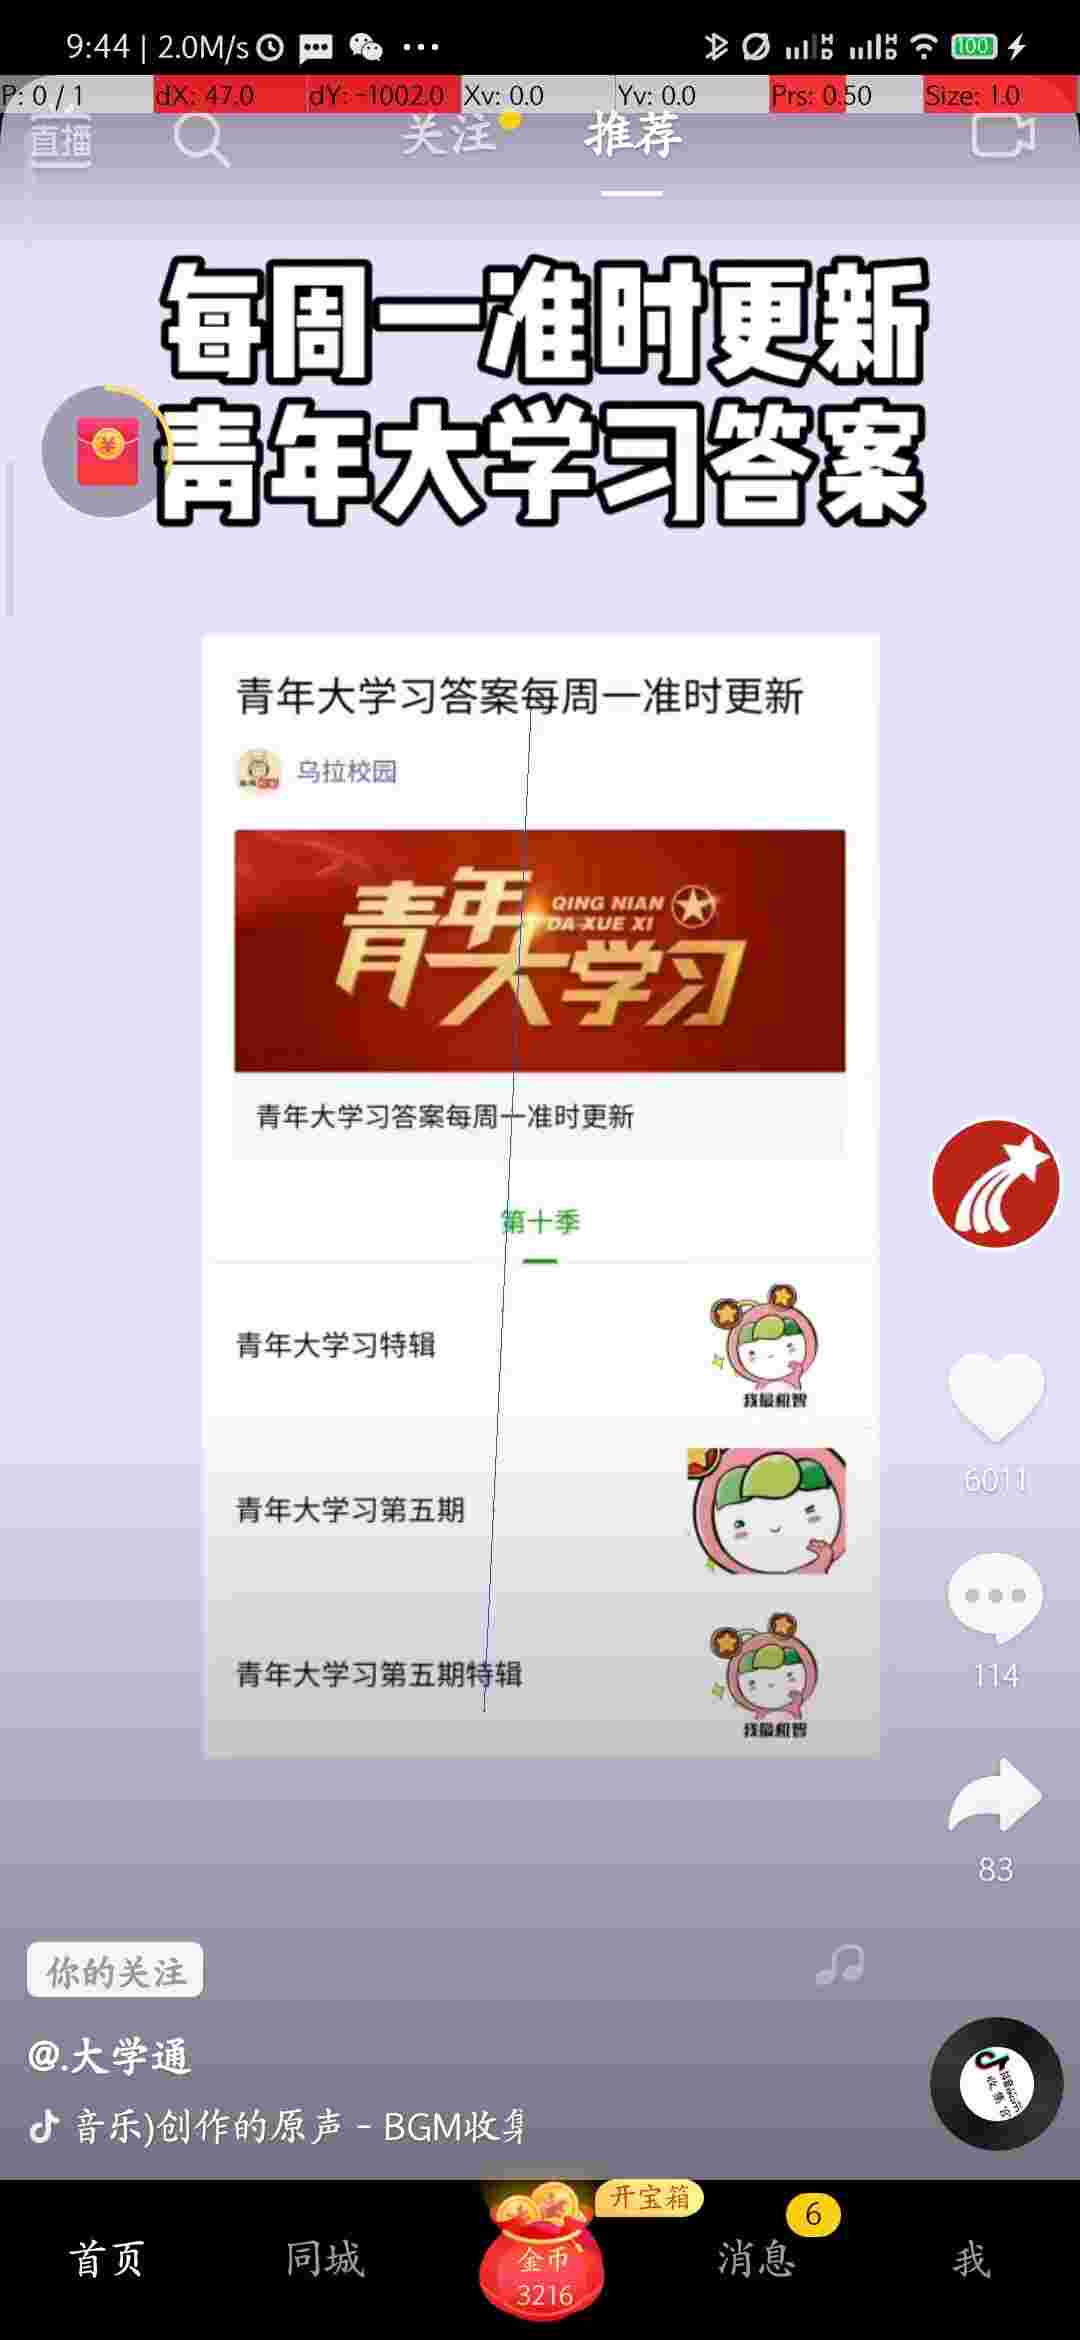 9:44 | 2.0M/s
100
P: 0 / 1
dX: 47.0
dY: -1002.0
Xv: 0.0
Yv: 0.0
Prs: 0.50
Size: 1.0
直播
关注
推荐
每周一准时更新
青年大学习答案
青年大学习答案每周一准时更新
乌拉校园
青年大学习
QING NIAN
DA XUE XI
青年大学习答案每周一准时更新
第十季
青年大学习特辑
我最机智
青年大学习第五期
青年大学习第五期特辑
我最机智
6011
114
83
你的关注
@.大学通
音乐)创作的原声 - BGM收集
首页
同城
开宝箱
金币
3216
消息
6
我